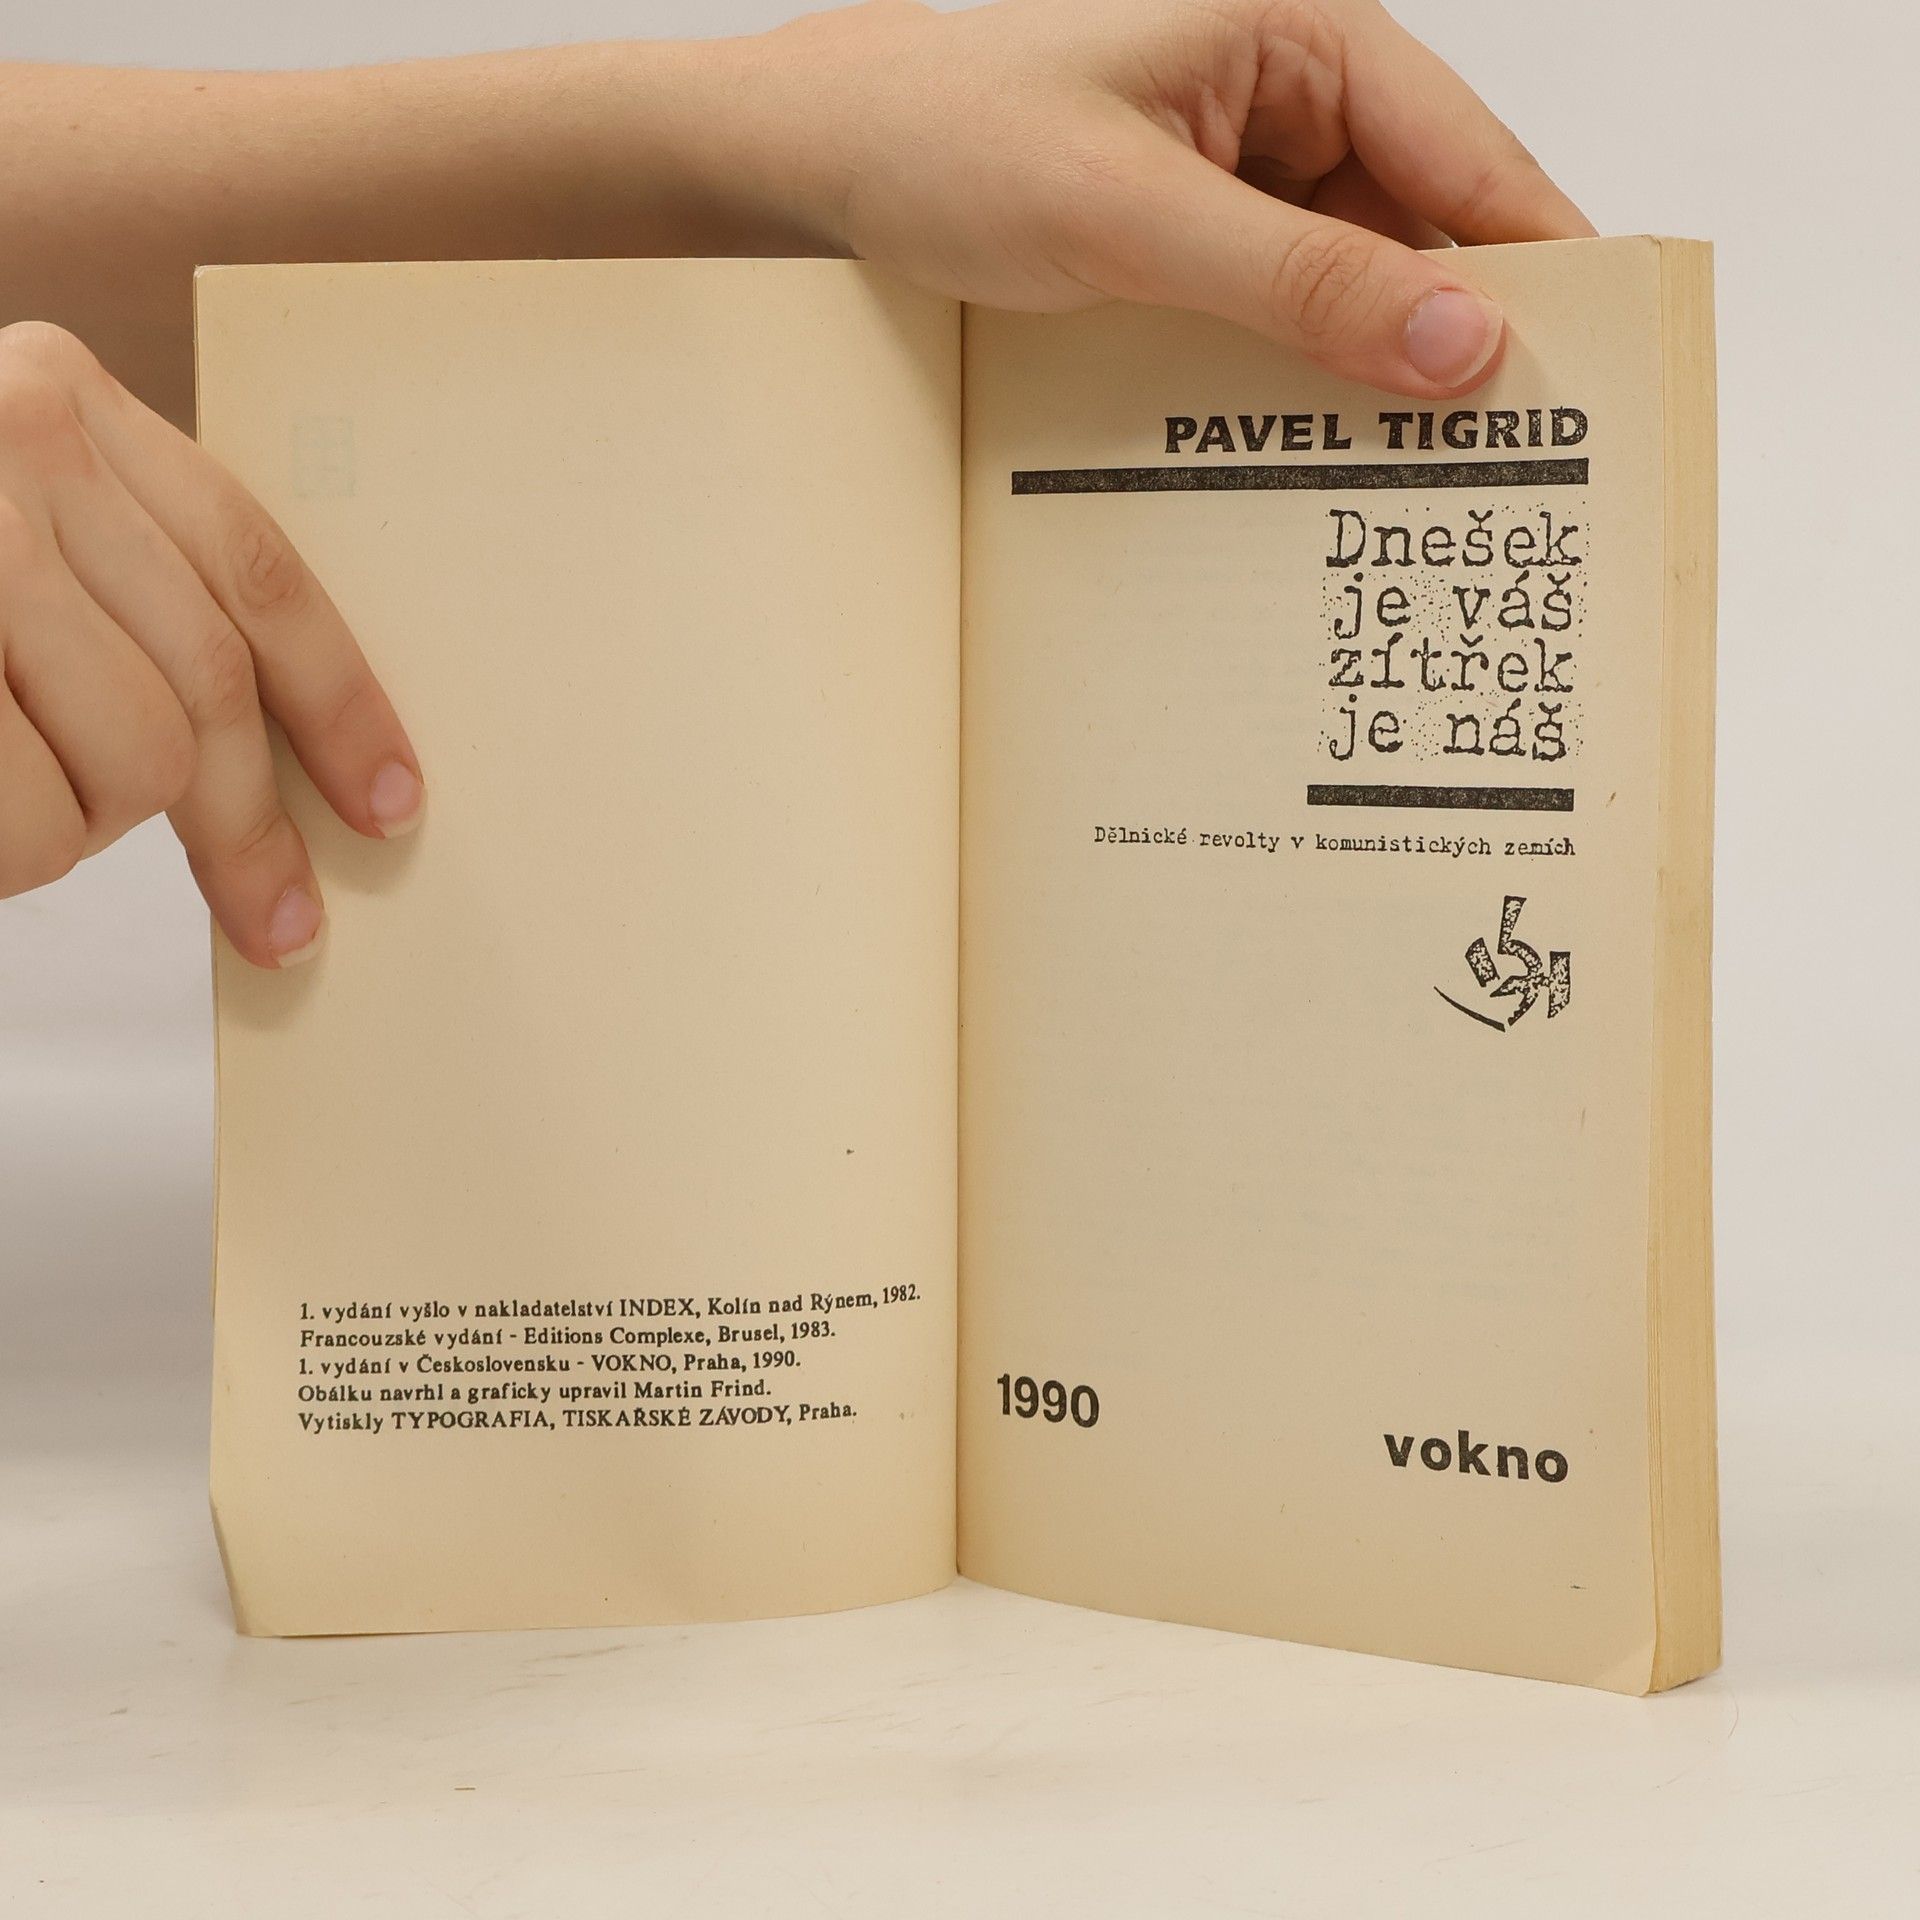 1. vydání vyšlo v nakladatelství INDEX, Kolín nad Rýnem, 1982.
Francouzské vydání - Editions Complexe, Brusel, 1983.
1. vydání v Československu - VOKNO, Praha, 1990.
Obálku navrhl a graficky upravil Martin Frind.
Vytiskly TYPOGRAFIA, TISKAŘSKÉ ZÁVODY, Praha.
PAVEL TIGRID
Dnešek
je váš
zítřek
je náš
Dělnické revolty v komunistických zemích
1990
vokno